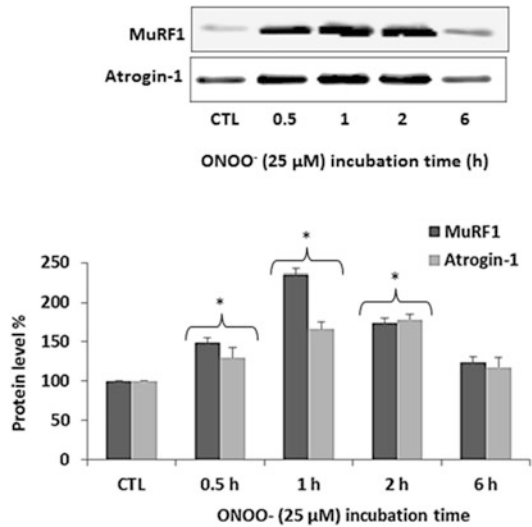 MuRF1
Atrogin-1
CTL 0.5 1 2 6
ONOO- (25 µM) incubation time (h)
MuRF1
Atrogin-1
* * *
250
200
150
100
50
0
Protein level %
CTL 0.5 h 1 h 2 h 6 h
ONOO- (25 µM) incubation time